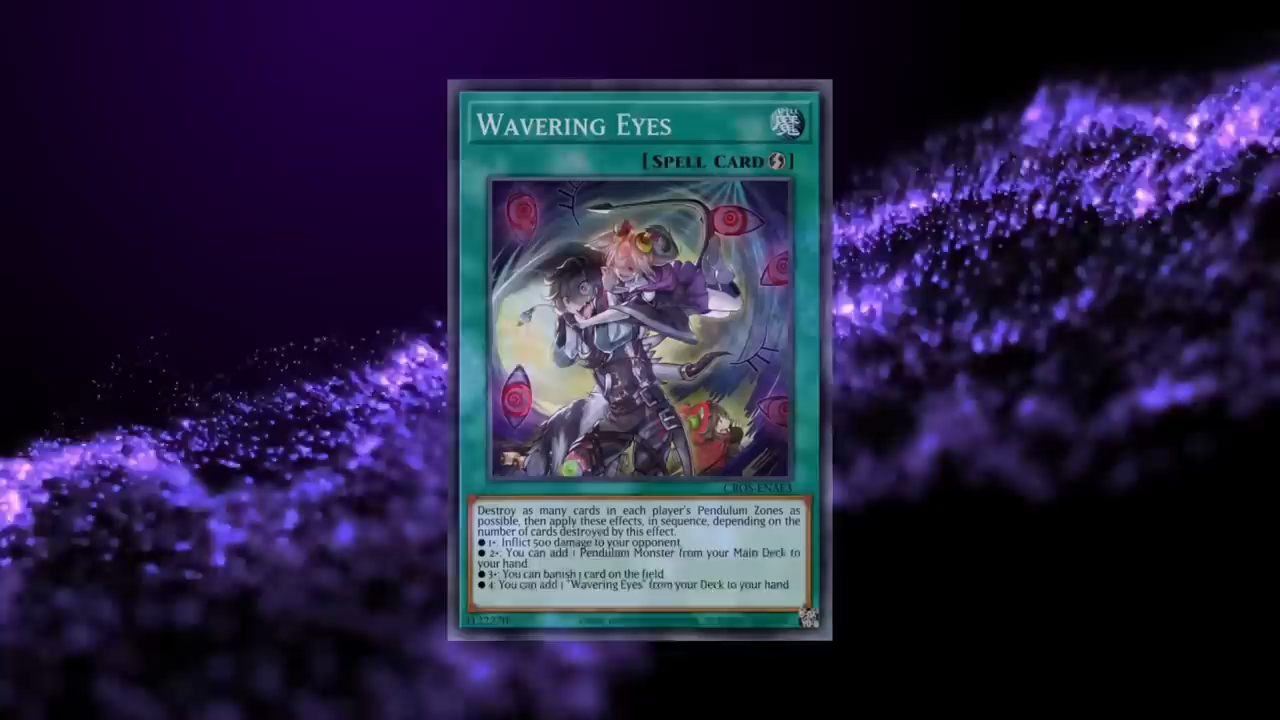 WAVERING EYES
[SPELL CARD]
Destroy as many cards in each player's Pendulum Zones as
possible, then apply these effects, in sequence, depending on the
number of cards destroyed by this effect.
● 1+: Inflict 500 damage to your opponent.
● 2+: You can add 1 Pendulum Monster from your Main Deck to
your hand.
● 3+: You can banish 1 card on the field.
● 4: You can add 1 "Wavering Eyes" from your Deck to your hand.